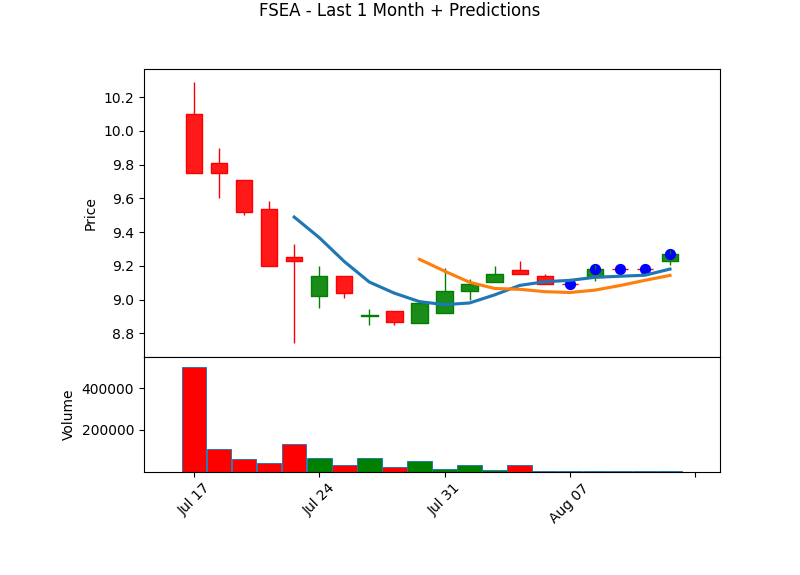 FSEA - Last 1 Month + Predictions
10.2
10.0
9.8
9.6
9.4
9.2
9.0
8.8
Price
400000
200000
Volume
Jul 17
Jul 24
Jul 31
Aug 07